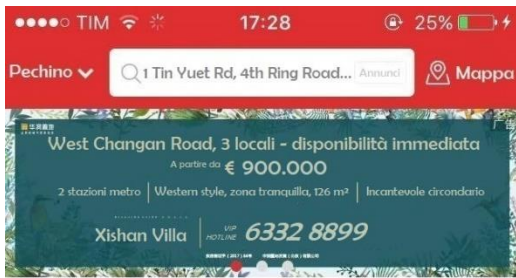 TIM 17:28 25%
Pechino 1 Tin Yuet Rd, 4th Ring Road... Annunci Mappa
广告
West Changan Road, 3 locali - disponibilità immediata
A partire da € 900.000
2 stazioni metro | Western style, zona tranquilla, 126 m² | Incantevole circondario
Xishan Villa VIP HOTLINE 6332 8899